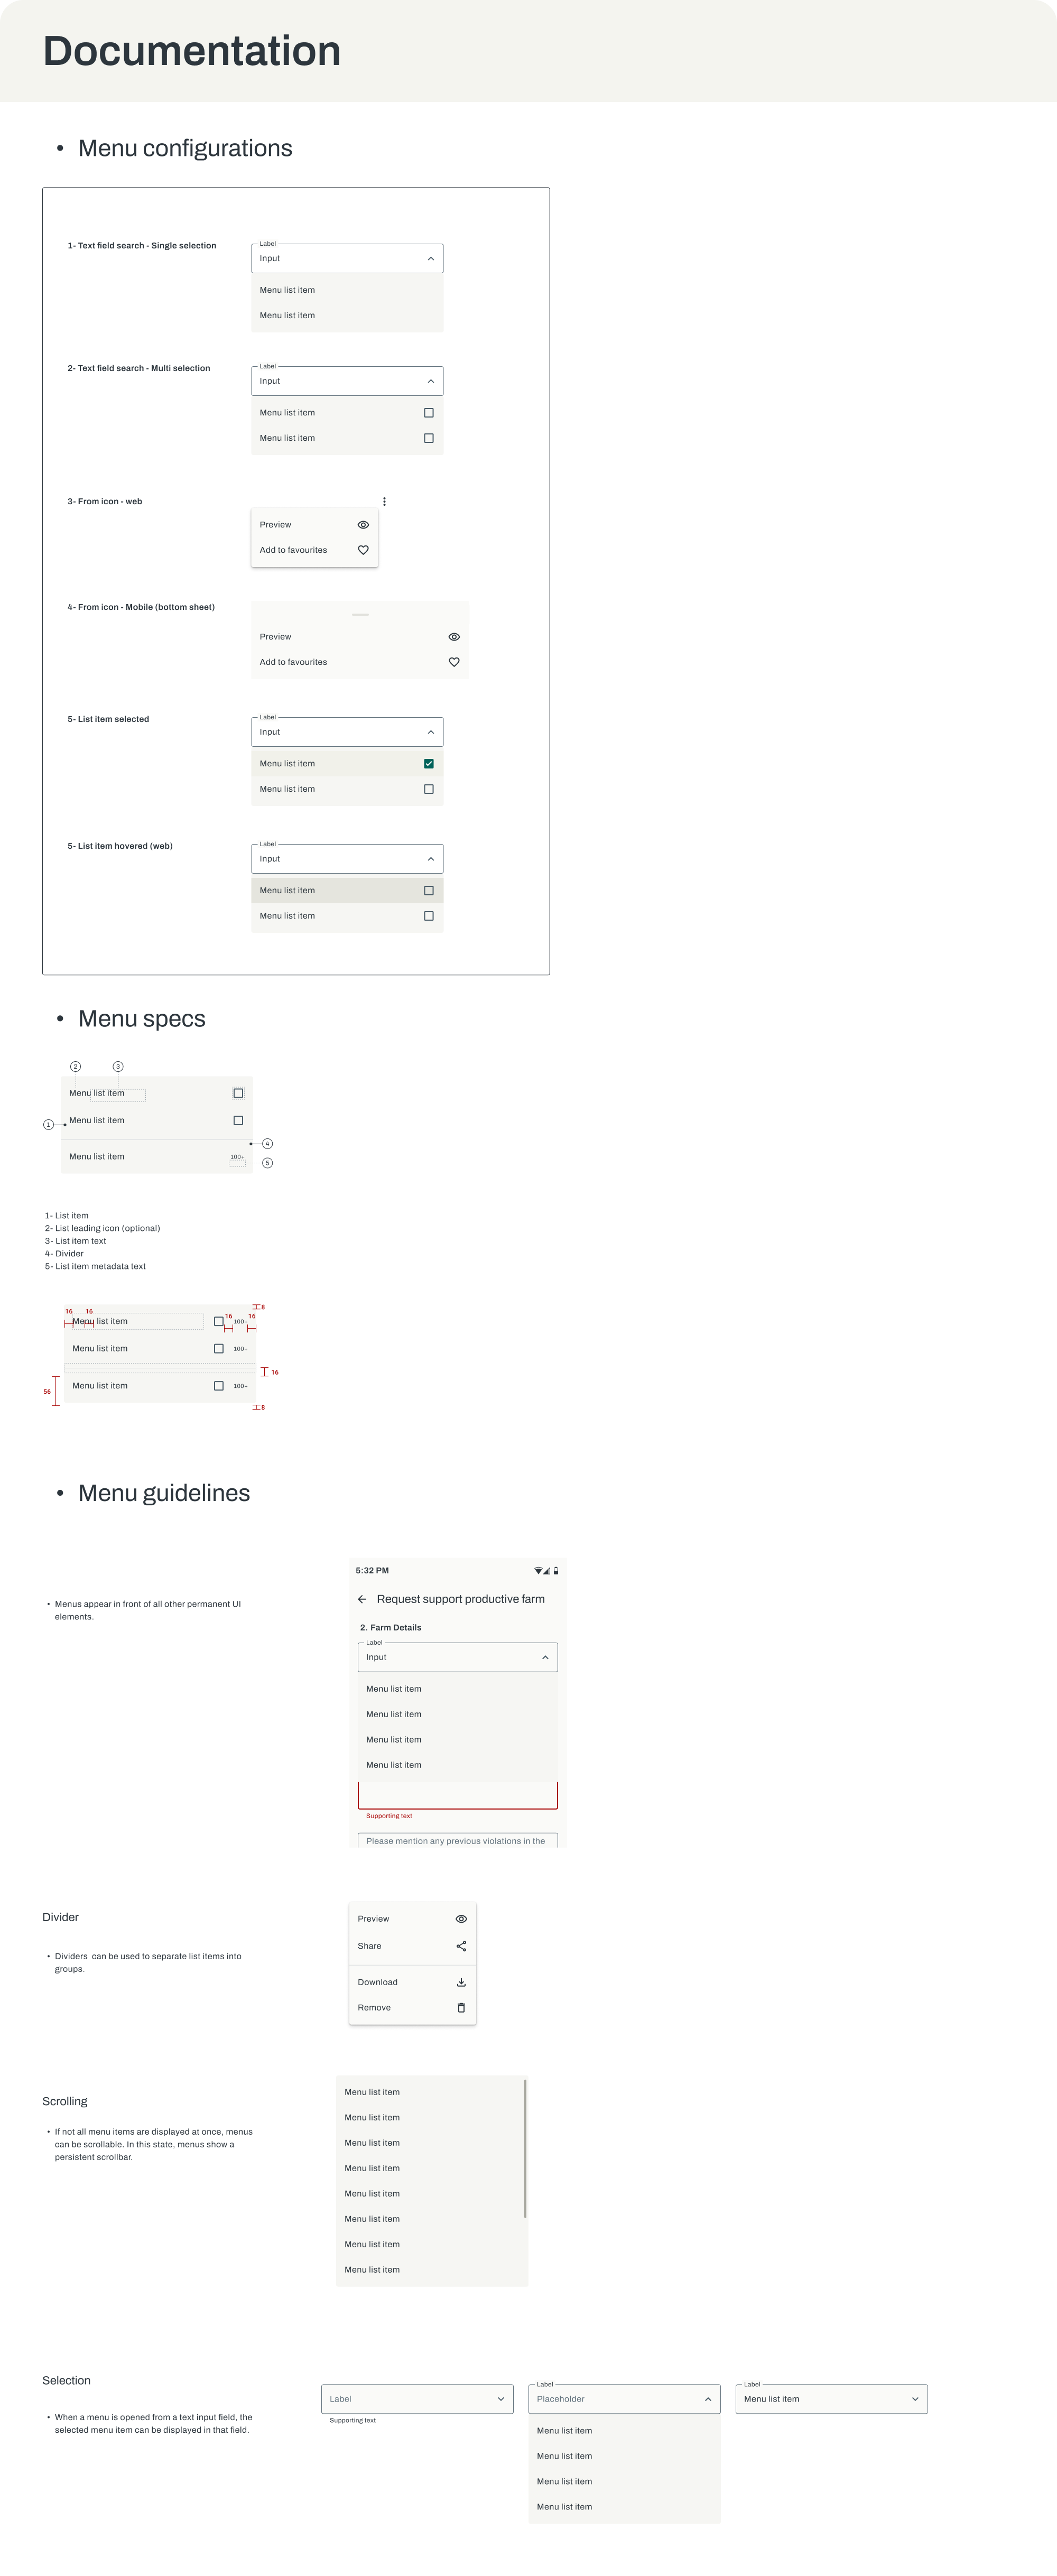 Documentation
• Menu configurations
1- Text field search - Single selection
Label
Input
Menu list item
Menu list item
2- Text field search - Multi selection
Label
Input
Menu list item
Menu list item
3- From icon - web
Preview
Add to favourites
4- From icon - Mobile (bottom sheet)
Preview
Add to favourites
5- List item selected
Label
Input
Menu list item
Menu list item
5- List item hovered (web)
Label
Input
Menu list item
Menu list item
• Menu specs
2 3
Menu list item
1 Menu list item
4
Menu list item 100+
5
1- List item
2- List leading icon (optional)
3- List item text
4- Divider
5- List item metadata text
8
16 16 16 16
Menu list item 100+
Menu list item 100+
16
56 Menu list item 100+
8
• Menu guidelines
• Menus appear in front of all other permanent UI
elements.
5:32 PM
Request support productive farm
2. Farm Details
Label
Input
Menu list item
Menu list item
Menu list item
Menu list item
Supporting text
Please mention any previous violations in the
Divider
• Dividers  can be used to separate list items into
groups.
Preview
Share
Download
Remove
Scrolling
• If not all menu items are displayed at once, menus
can be scrollable. In this state, menus show a
persistent scrollbar.
Menu list item
Menu list item
Menu list item
Menu list item
Menu list item
Menu list item
Menu list item
Menu list item
Selection
• When a menu is opened from a text input field, the
selected menu item can be displayed in that field.
Label
Supporting text
Label
Placeholder
Menu list item
Menu list item
Menu list item
Menu list item
Label
Menu list item